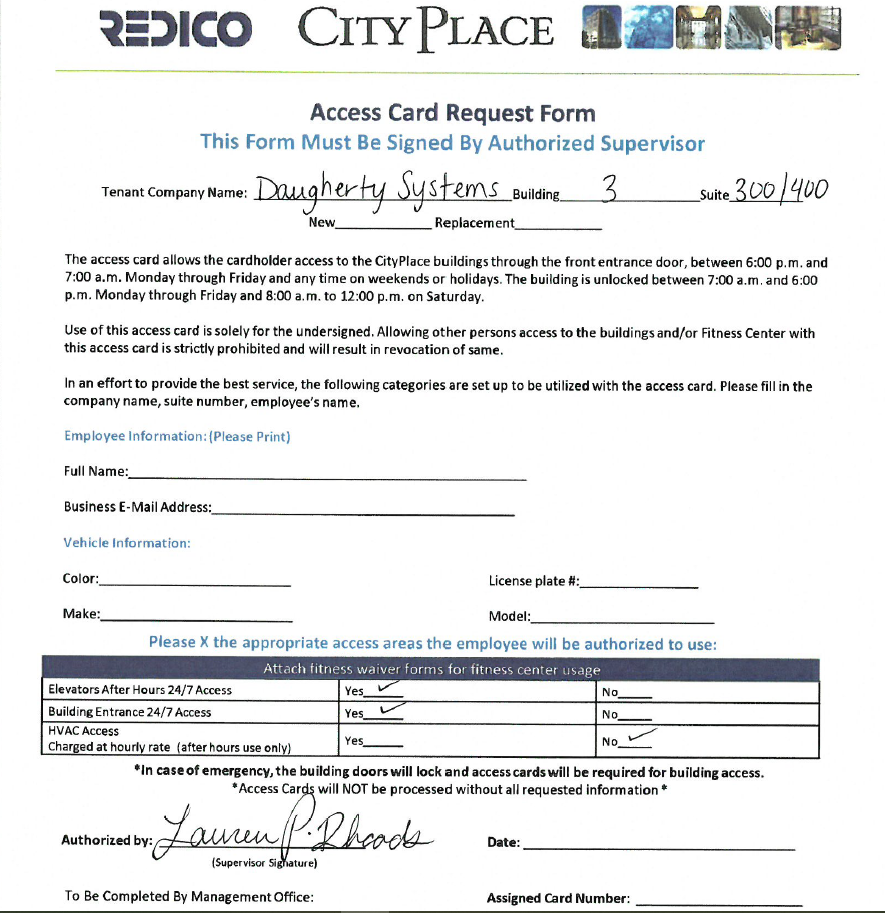 REDICO CITYPLACE
Access Card Request Form
This Form Must Be Signed By Authorized Supervisor
Tenant Company Name: Daugherty Systems Building 3 Suite 300/400
New__________ Replacement__________
The access card allows the cardholder access to the CityPlace buildings through the front entrance door, between 6:00 p.m. and
7:00 a.m. Monday through Friday and any time on weekends or holidays. The building is unlocked between 7:00 a.m. and 6:00
p.m. Monday through Friday and 8:00 a.m. to 12:00 p.m. on Saturday.
Use of this access card is solely for the undersigned. Allowing other persons access to the buildings and/or Fitness Center with
this access card is strictly prohibited and will result in revocation of same.
In an effort to provide the best service, the following categories are set up to be utilized with the access card. Please fill in the
company name, suite number, employee's name.
Employee Information: (Please Print)
Full Name:__________
Business E-Mail Address:__________
Vehicle Information:
Color:__________ License plate #:__________
Make:__________ Model:__________
Please X the appropriate access areas the employee will be authorized to use:
Attach fitness waiver forms for fitness center usage
Elevators After Hours 24/7 Access Yes ✓ No____
Building Entrance 24/7 Access Yes ✓ No____
HVAC Access
Charged at hourly rate (after hours use only) Yes____ No ✓
*In case of emergency, the building doors will lock and access cards will be required for building access.
*Access Cards will NOT be processed without all requested information *
Authorized by: Lauren P. Rhoads Date: __________
(Supervisor Signature)
To Be Completed By Management Office: Assigned Card Number: __________